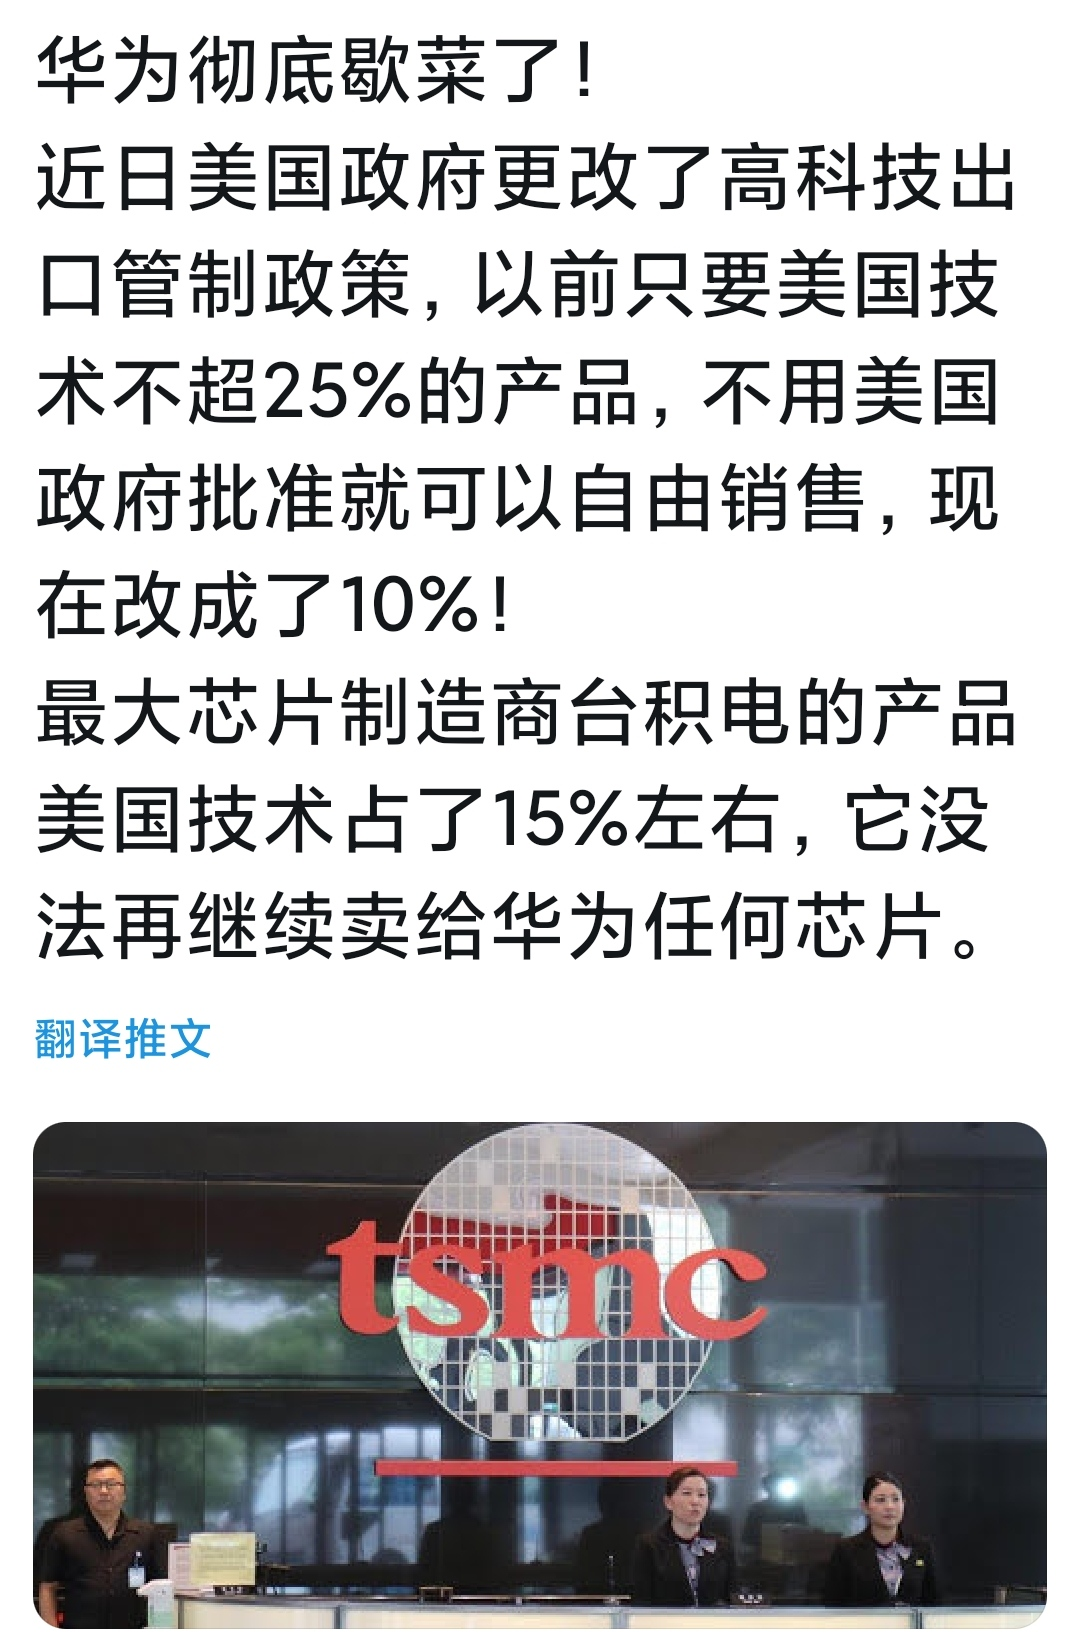 华为彻底歇菜了！
近日美国政府更改了高科技出
口管制政策，以前只要美国技
术不超25%的产品，不用美国
政府批准就可以自由销售，现
在改成了10%！
最大芯片制造商台积电的产品
美国技术占了15%左右，它没
法再继续卖给华为任何芯片。
翻译推文
tsmc